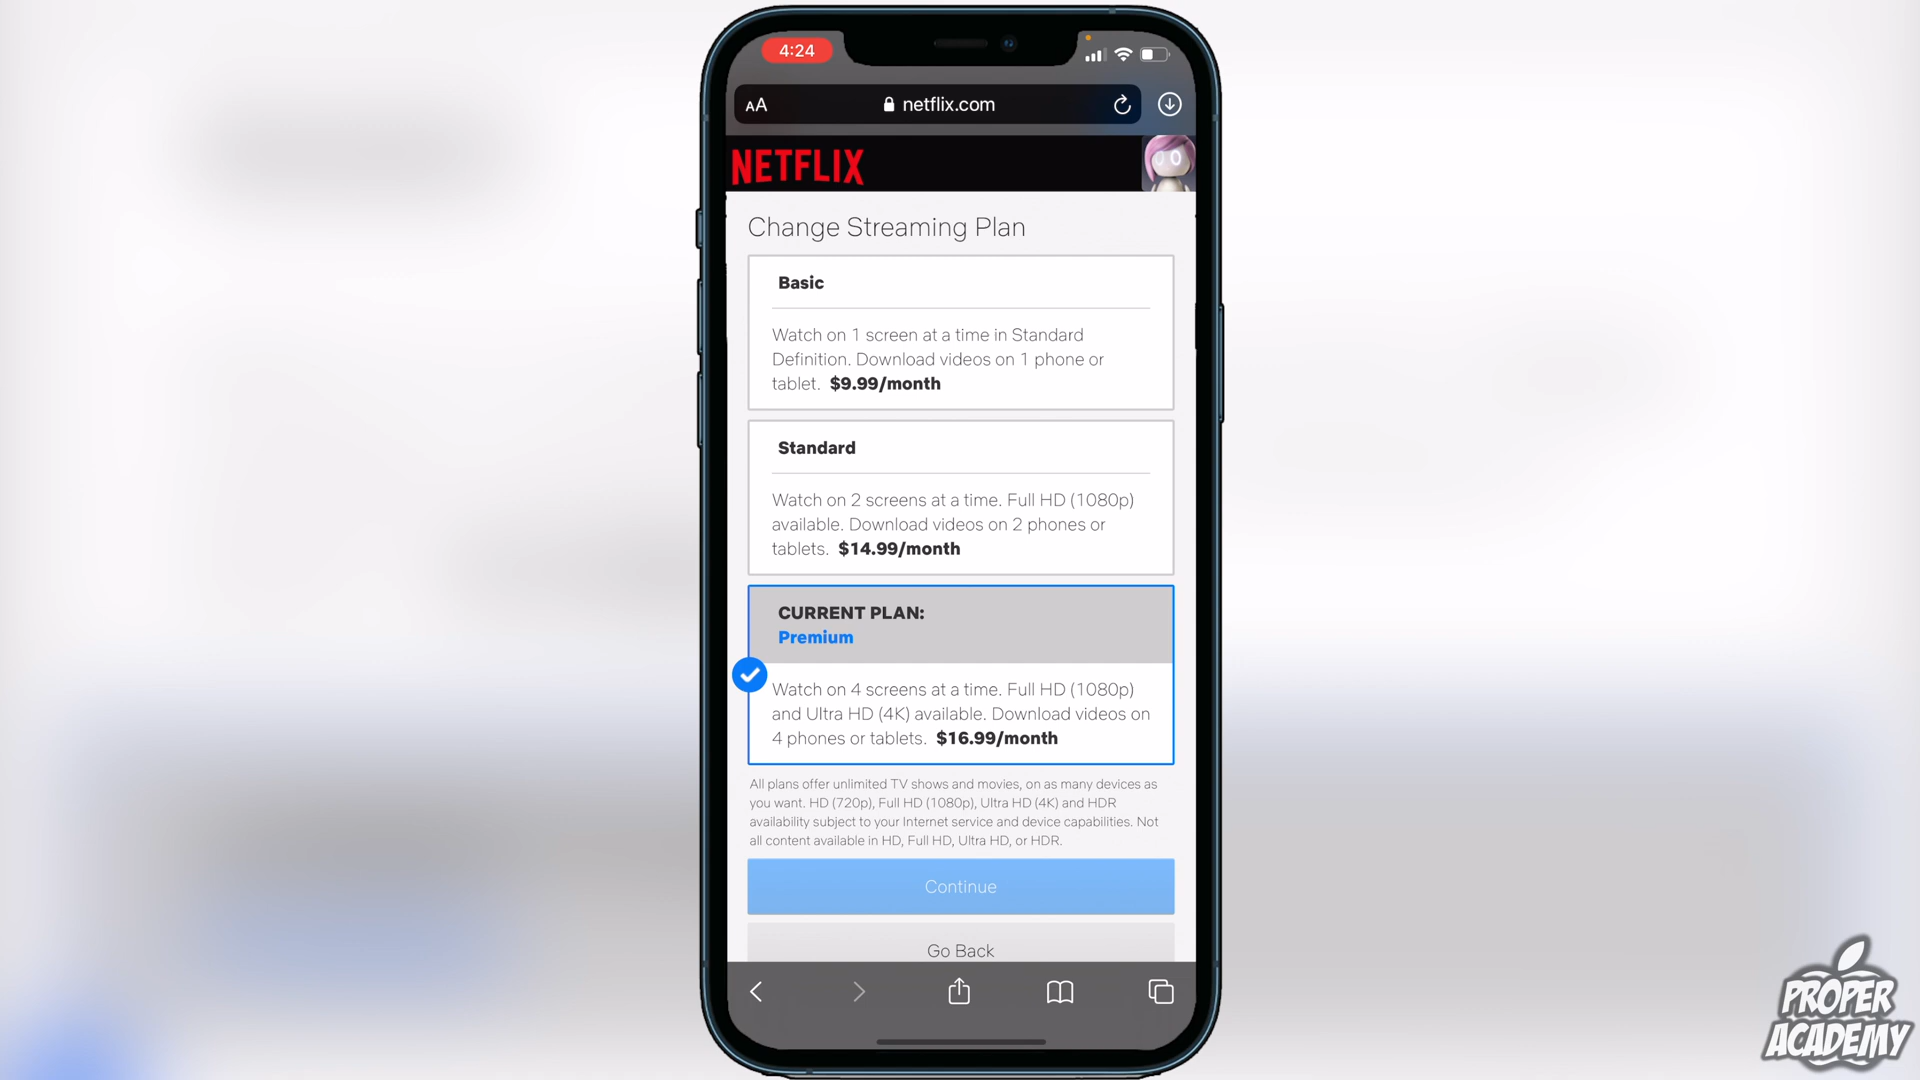 4:24
AA
netflix.com
NETFLIX
Change Streaming Plan
Basic
Watch on 1 screen at a time in Standard
Definition. Download videos on 1 phone or
tablet. $9.99/month
Standard
Watch on 2 screens at a time. Full HD (1080p)
available. Download videos on 2 phones or
tablets. $14.99/month
CURRENT PLAN:
Premium
Watch on 4 screens at a time. Full HD (1080p)
and Ultra HD (4K) available. Download videos on
4 phones or tablets. $16.99/month
All plans offer unlimited TV shows and movies, on as many devices as
you want. HD (720p), Full HD (1080p), Ultra HD (4K) and HDR
availability subject to your Internet service and device capabilities. Not
all content available in HD, Full HD, Ultra HD, or HDR.
Continue
Go Back
PROPER
ACADEMY